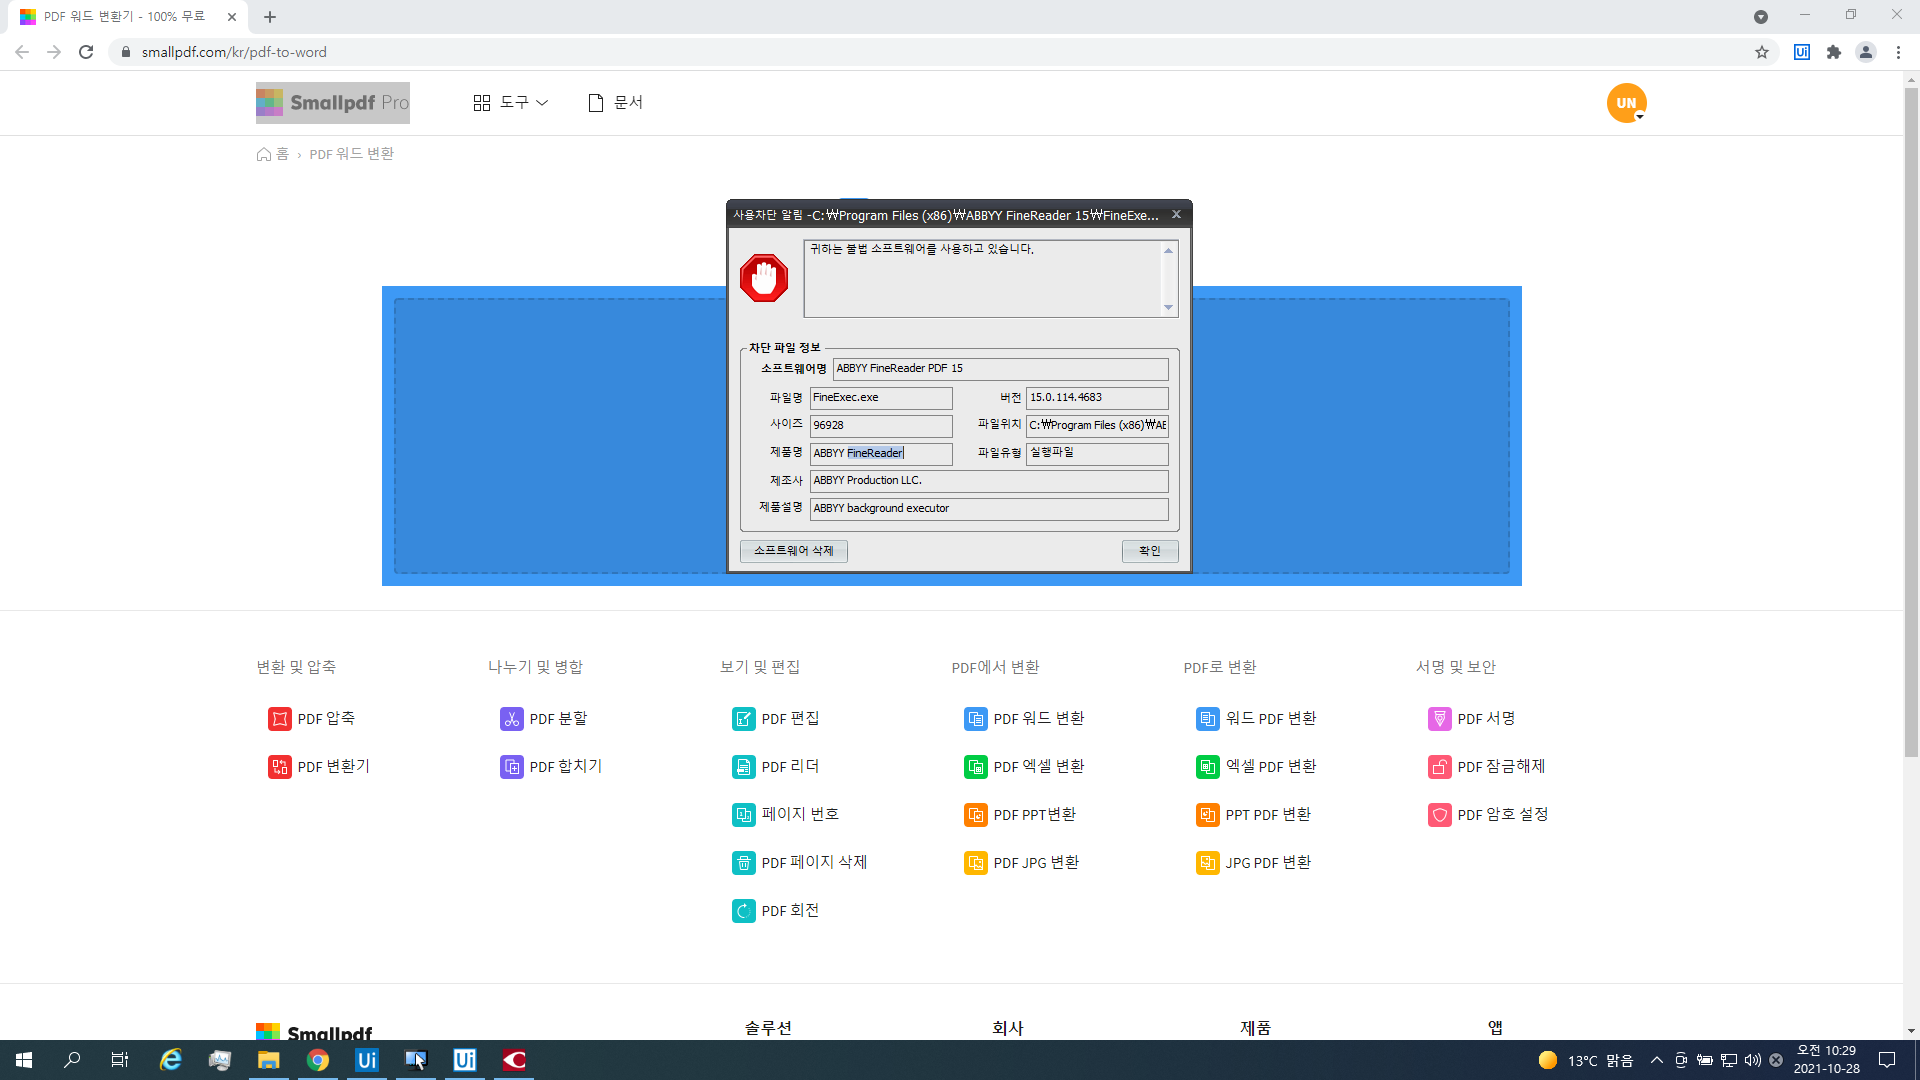 PDF 워드 변환기 - 100% 무료
smallpdf.com/kr/pdf-to-word
Smallpdf Pro
도구
문서
UN
홈 › PDF 워드 변환
사용차단 알림 -C:\Program Files (x86)\ABBYY FineReader 15\FineExe...
귀하는 불법 소프트웨어를 사용하고 있습니다.
차단 파일 정보
소프트웨어명 ABBYY FineReader PDF 15
파일명 FineExec.exe 버전 15.0.114.4683
사이즈 96928 파일위치 C:\Program Files (x86)\AB
제품명 ABBYY FineReader 파일유형 실행파일
제조사 ABBYY Production LLC.
제품설명 ABBYY background executor
소프트웨어 삭제 확인
변환 및 압축
PDF 압축
PDF 변환기
나누기 및 병합
PDF 분할
PDF 합치기
보기 및 편집
PDF 편집
PDF 리더
페이지 번호
PDF 페이지 삭제
PDF 회전
PDF에서 변환
PDF 워드 변환
PDF 엑셀 변환
PDF PPT변환
PDF JPG 변환
PDF로 변환
워드 PDF 변환
엑셀 PDF 변환
PPT PDF 변환
JPG PDF 변환
서명 및 보안
PDF 서명
PDF 잠금해제
PDF 암호 설정
Smallpdf
솔루션
회사
제품
앱
Ui
Ui
Ui
13°C 맑음
오전 10:29
2021-10-28